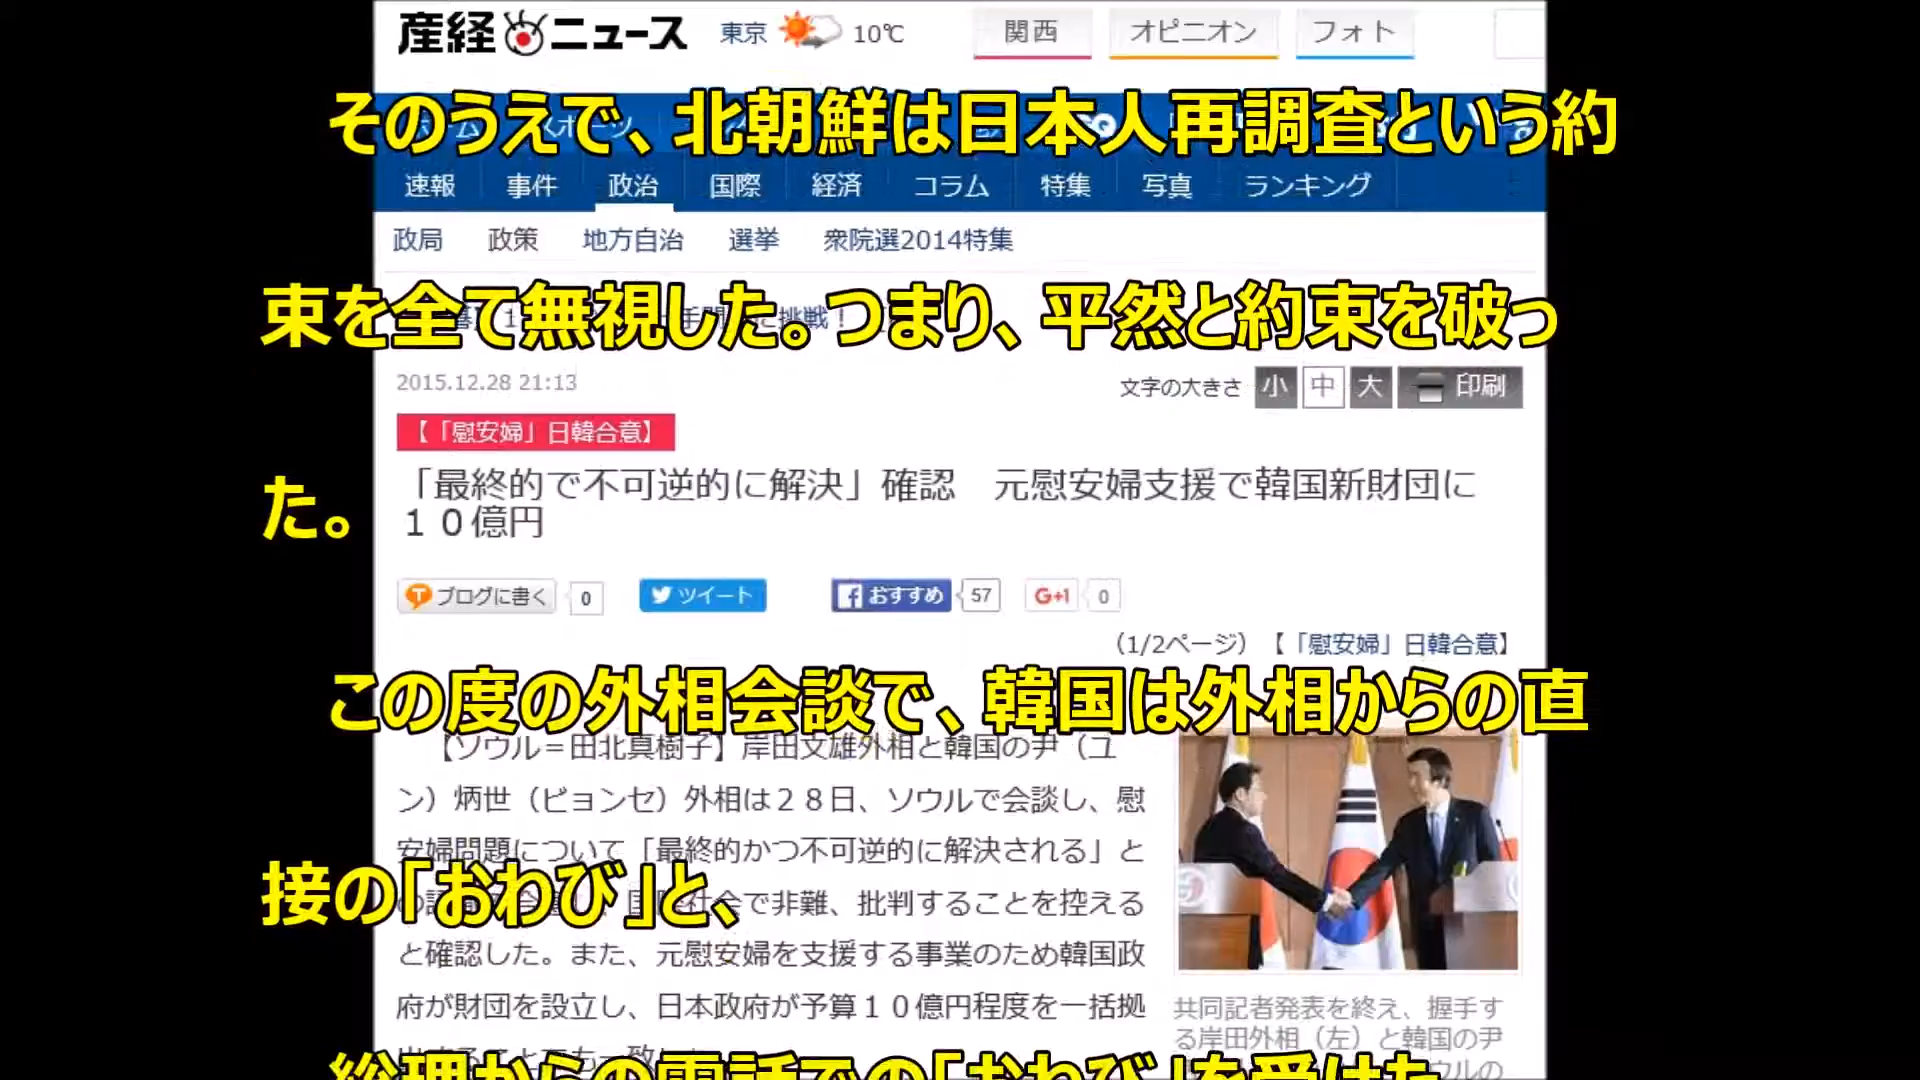 産経ニュース 東京 10℃ 関西 オピニオン フォト
そのうえで、北朝鮮は日本人再調査という約
速報 事件 政治 国際 経済 コラム 特集 写真 ランキング
政局 政策 地方自治 選挙 衆院選2014特集
束を全て無視した。つまり、平然と約束を破っ
2015.12.28 21:13
文字の大きさ 小 中 大 印刷
【「慰安婦」日韓合意】
「最終的で不可逆的に解決」確認　元慰安婦支援で韓国新財団に
１０億円
た。
ブログに書く 0 ツイート おすすめ 57 G+1 0
（1/2ページ）【「慰安婦」日韓合意】
この度の外相会談で、韓国は外相からの直
【ソウル＝田北真樹子】岸田文雄外相と韓国の尹（ユ
ン）炳世（ビョンセ）外相は２８日、ソウルで会談し、慰
安婦問題について「最終的かつ不可逆的に解決される」と
接の「おわび」と、
で非難、批判することを控える
と確認した。また、元慰安婦を支援する事業のため韓国政
府が財団を設立し、日本政府が予算１０億円程度を一括拠
共同記者発表を終え、握手す
る岸田外相（左）と韓国の尹
総理からの電話での「おわび」を受けた